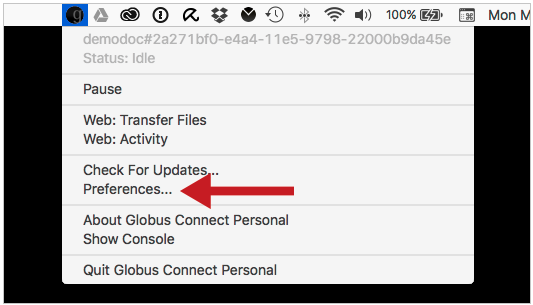 100%
Mon M
demodoc#2a271bf0-e4a4-11e5-9798-22000b9da45e
Status: Idle
Pause
Web: Transfer Files
Web: Activity
Check For Updates...
Preferences...
About Globus Connect Personal
Show Console
Quit Globus Connect Personal